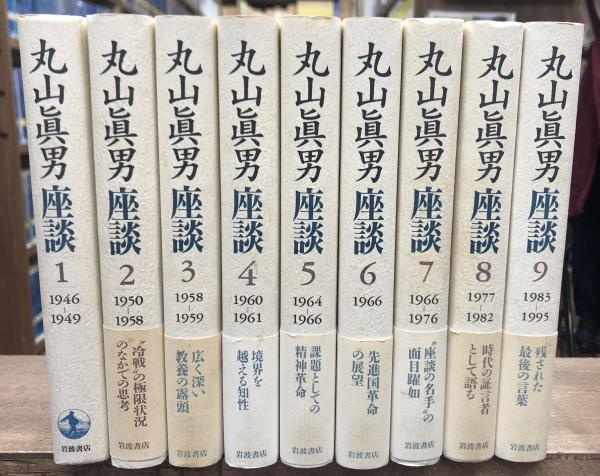 丸山眞男
座談
1
1946
–
1949
岩波書店
丸山眞男
座談
2
1950
–
1958
“冷戦”の極限状況
のなかでの思考
岩波書店
丸山眞男
座談
3
1958
–
1959
広く深い
教養の露頭
岩波書店
丸山眞男
座談
4
1960
–
1961
境界を
越える知性
岩波書店
丸山眞男
座談
5
1964
–
1966
課題としての
精神革命
岩波書店
丸山眞男
座談
6
1966
先進国革命
の展望
岩波書店
丸山眞男
座談
7
1966
–
1976
“座談の名手”の
面目躍如
岩波書店
丸山眞男
座談
8
1977
–
1982
時代の証言者
として語る
岩波書店
丸山眞男
座談
9
1983
–
1995
残された
最後の言葉
岩波書店